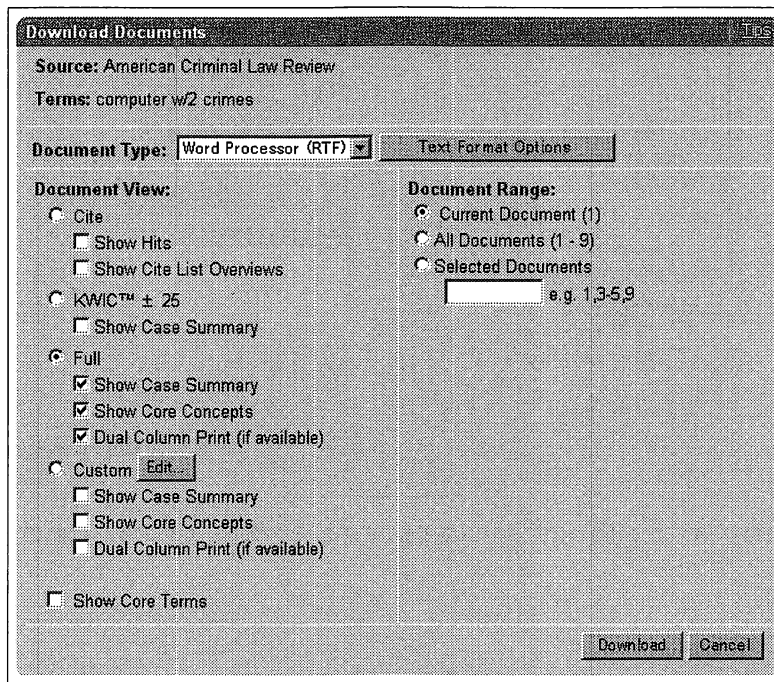 Download Documents Tips
Source: American Criminal Law Review
Terms: computer w/2 crimes
Document Type: Word Processor (RTF) Text Format Options
Document View:
Cite
Show Hits
Show Cite List Overviews
KWIC™ ± 25
Show Case Summary
Full
Show Case Summary
Show Core Concepts
Dual Column Print (if available)
Custom Edit...
Show Case Summary
Show Core Concepts
Dual Column Print (if available)
Show Core Terms
Document Range:
Current Document (1)
All Documents (1 - 9)
Selected Documents
e.g. 1,3-5,9
Download Cancel